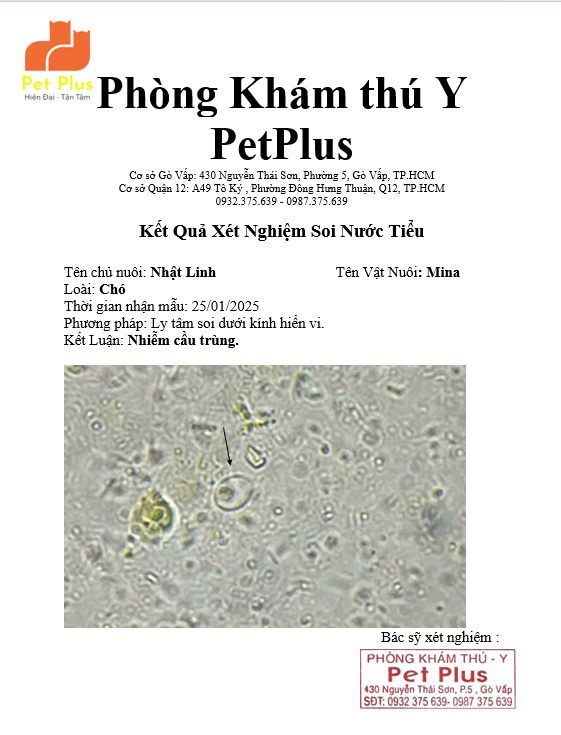 Pet Plus
Hiện Đại - Tận Tâm
Phòng Khám thú Y
PetPlus
Cơ sở Gò Vấp: 430 Nguyễn Thái Sơn, Phường 5, Gò Vấp, TP.HCM
Cơ sở Quận 12: A49 Tô Ký , Phường Đông Hưng Thuận, Q12, TP.HCM
0932.375.639 - 0987.375.639
Kết Quả Xét Nghiệm Soi Nước Tiểu
Tên chủ nuôi: Nhật Linh Tên Vật Nuôi: Mina
Loài: Chó
Thời gian nhận mẫu: 25/01/2025
Phương pháp: Ly tâm soi dưới kính hiển vi.
Kết Luận: Nhiễm cầu trùng.
Bác sỹ xét nghiệm :
PHÒNG KHÁM THÚ - Y
Pet Plus
430 Nguyễn Thái Sơn, P.5 , Gò Vấp
SĐT: 0932 375 639- 0987 375 639